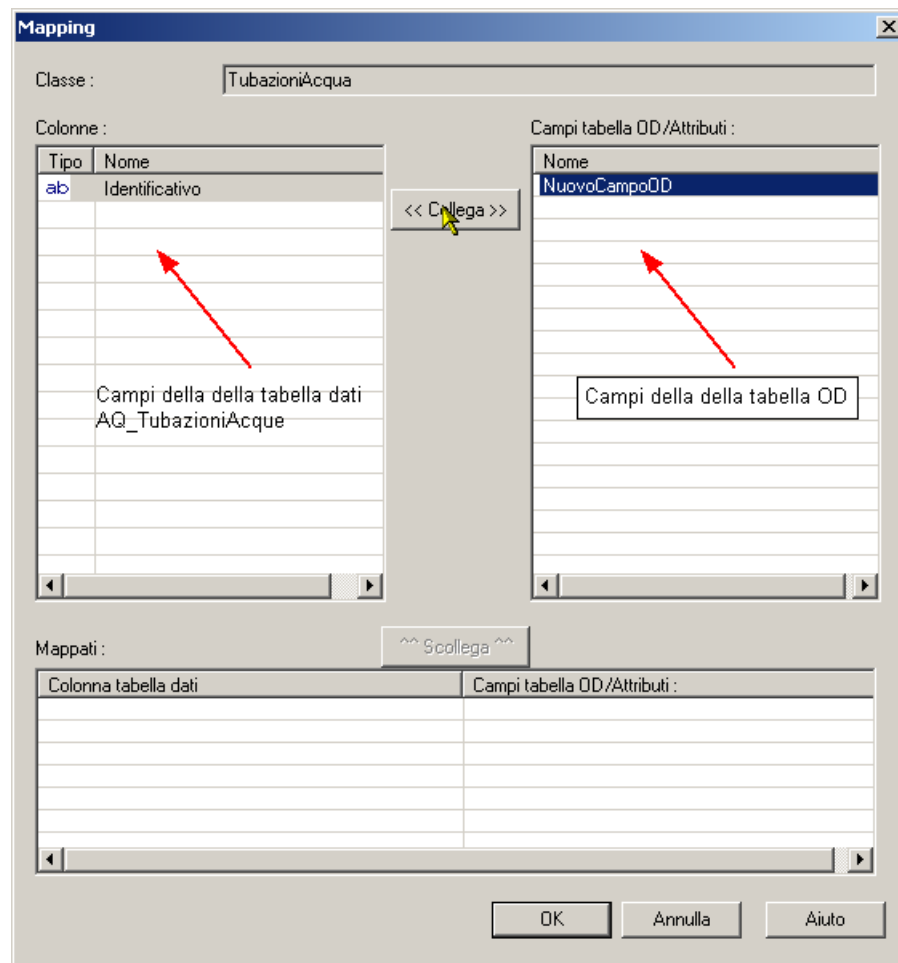 Mapping
Classe :
TubazioniAcqua
Colonne :
Campi tabella OD/Attributi :
Tipo Nome
Nome
ab Identificativo
NuovoCampoOD
<< Collega >>
Campi della della tabella dati
AQ_TubazioniAcque
Campi della della tabella OD
Mappati :
^^ Scollega ^^
Colonna tabella dati
Campi tabella OD/Attributi :
OK
Annulla
Aiuto